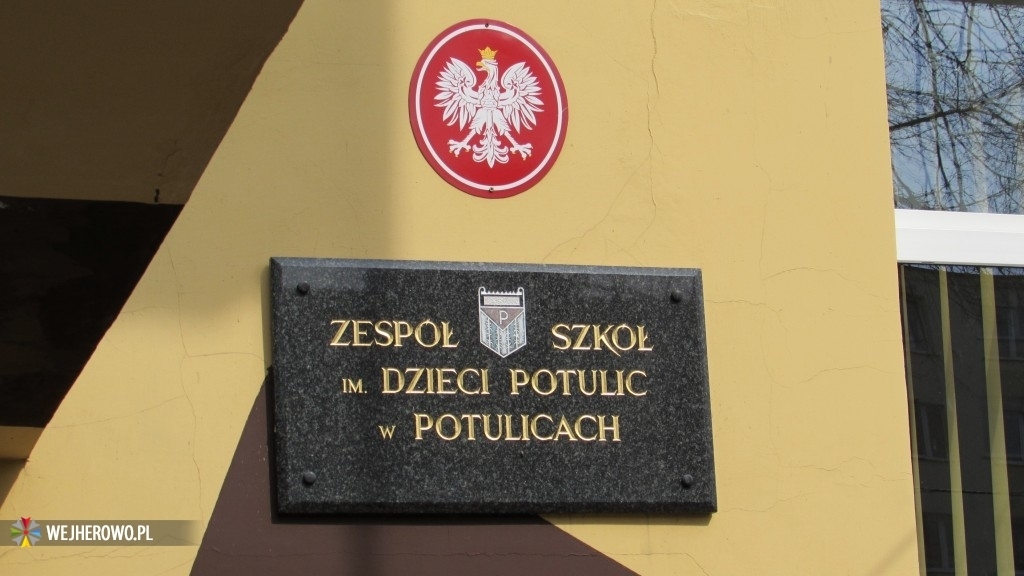 ZESPÓŁ SZKÓŁ
P
IM. DZIECI POTULIC
W POTULICACH
WEJHEROWO.PL